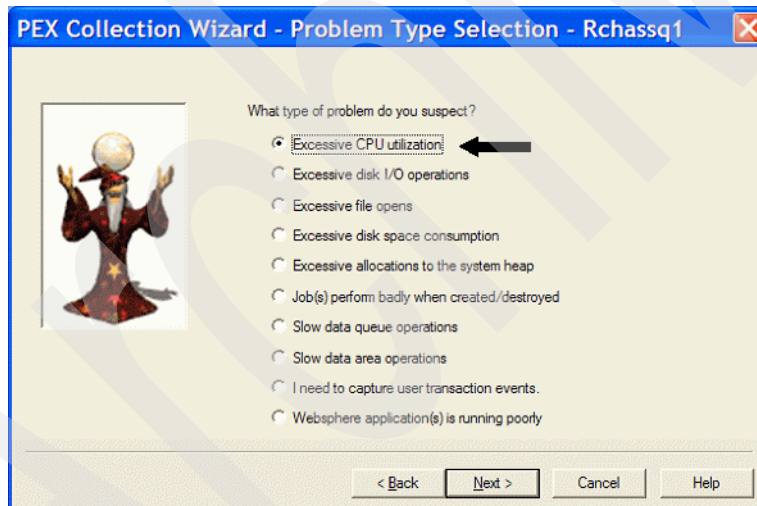 PEX Collection Wizard - Problem Type Selection - Rchassq1
What type of problem do you suspect?
Excessive CPU utilization
Excessive disk I/O operations
Excessive file opens
Excessive disk space consumption
Excessive allocations to the system heap
Job(s) perform badly when created/destroyed
Slow data queue operations
Slow data area operations
I need to capture user transaction events.
Websphere application(s) is running poorly
< Back Next > Cancel Help